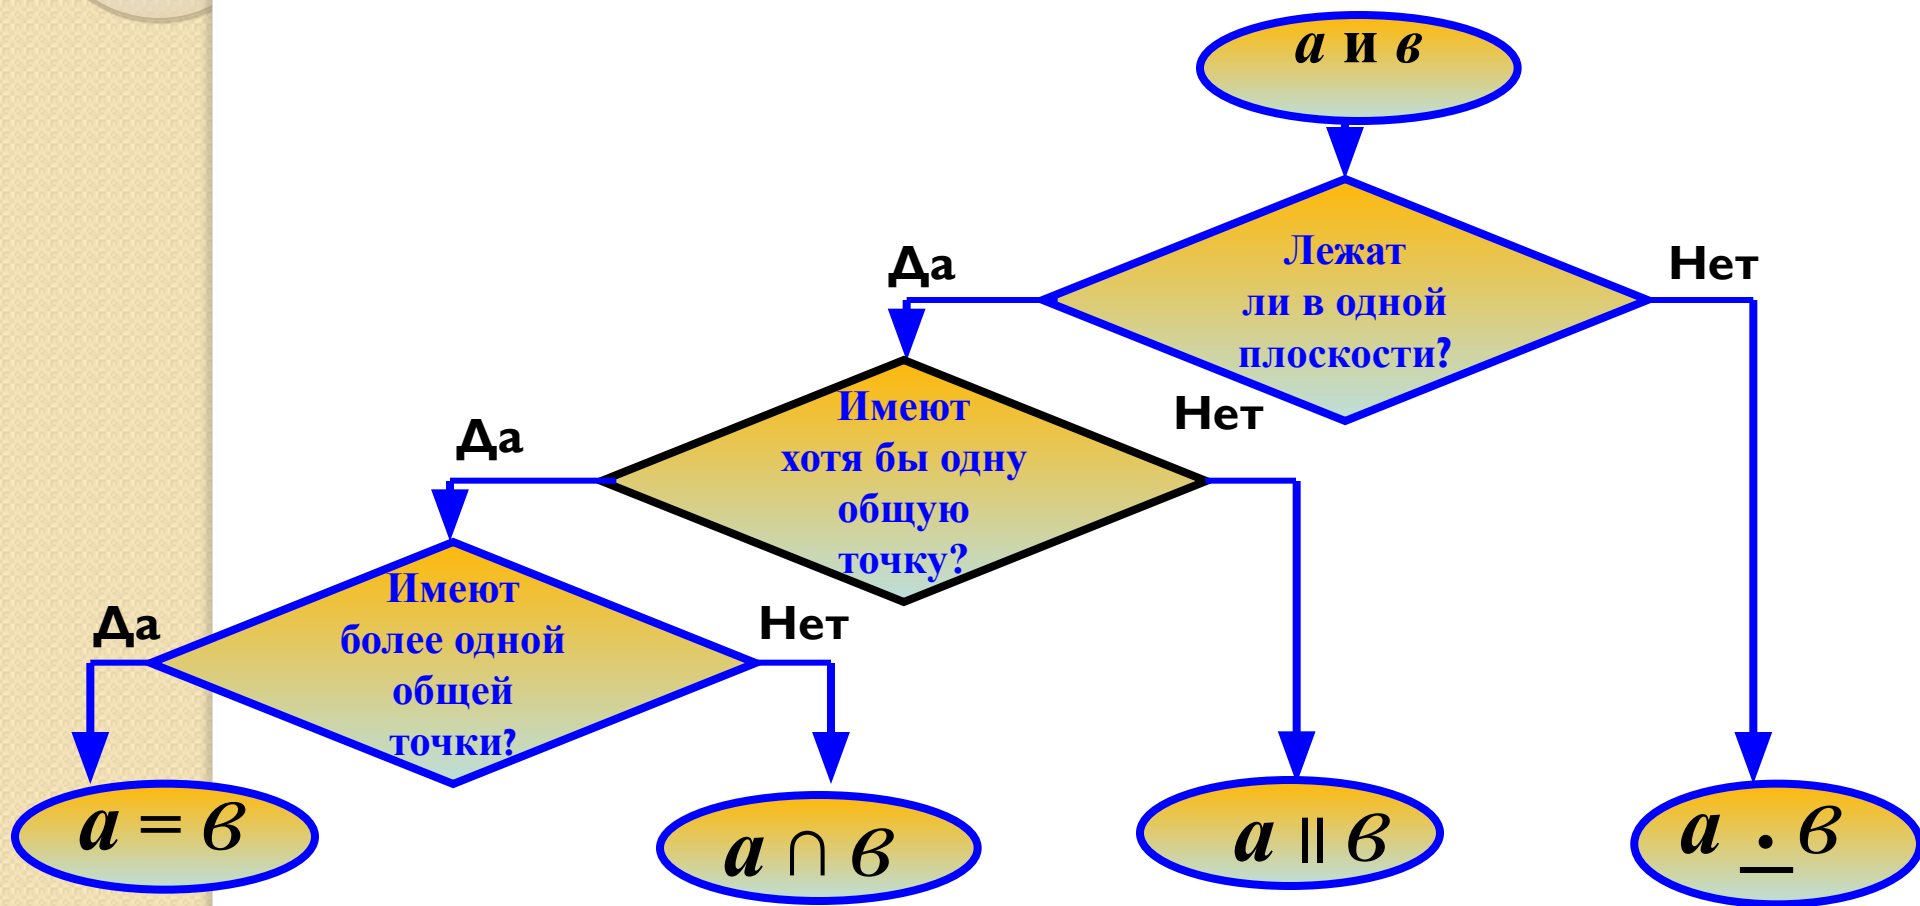 а и в
Лежат
ли в одной
плоскости?
Да
Нет
Имеют
хотя бы одну
общую
точку?
Да
Нет
Имеют
более одной
общей
точки?
Да
Нет
а = в
а ∩ в
а || в
а ∸ в